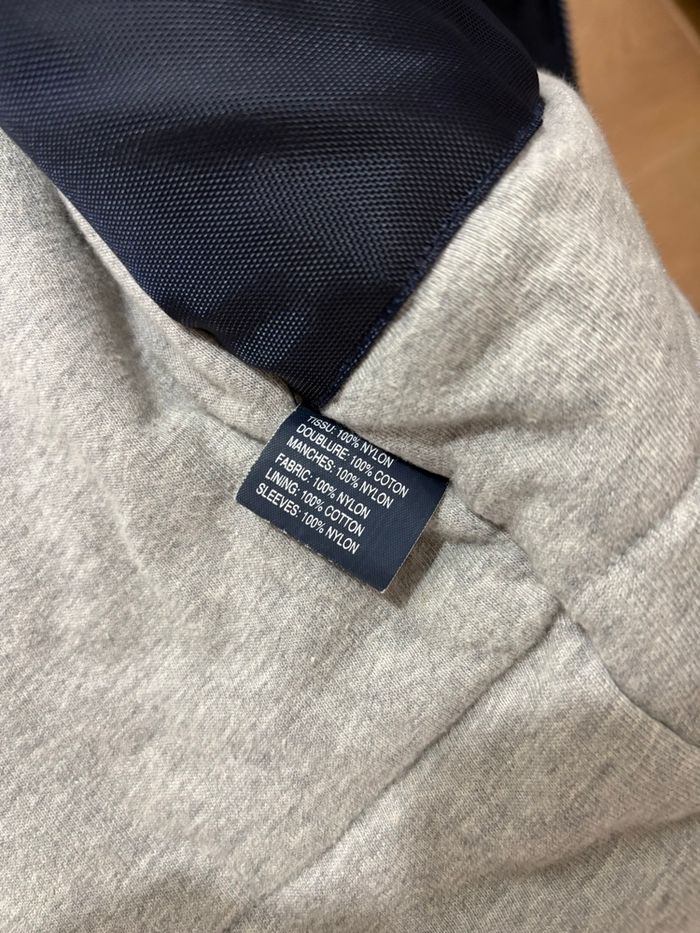 TISSU: 100% NYLON
DOUBLURE: 100% COTON
MANCHES: 100% NYLON
FABRIC: 100% NYLON
LINING: 100% COTTON
SLEEVES: 100% NYLON